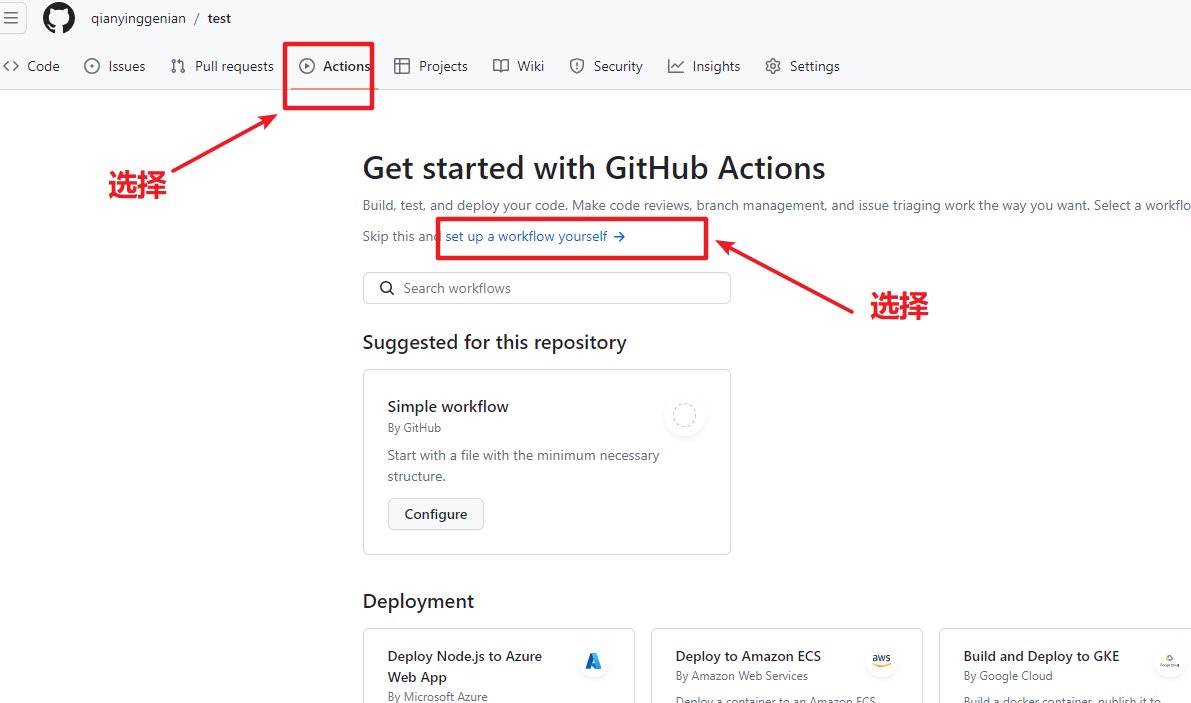 qianyinggenian / test
Code Issues Pull requests Actions Projects Wiki Security Insights Settings
选择
Get started with GitHub Actions
Build, test, and deploy your code. Make code reviews, branch management, and issue triaging work the way you want. Select a workflo
Skip this and set up a workflow yourself →
选择
Search workflows
Suggested for this repository
Simple workflow
By GitHub
Start with a file with the minimum necessary
structure.
Configure
Deployment
Deploy Node.js to Azure
Web App
By Microsoft Azure
Deploy to Amazon ECS
aws
By Amazon Web Services
Deploy a container to an Amazon ECS
Build and Deploy to GKE
By Google Cloud
Build a docker container, publish it to